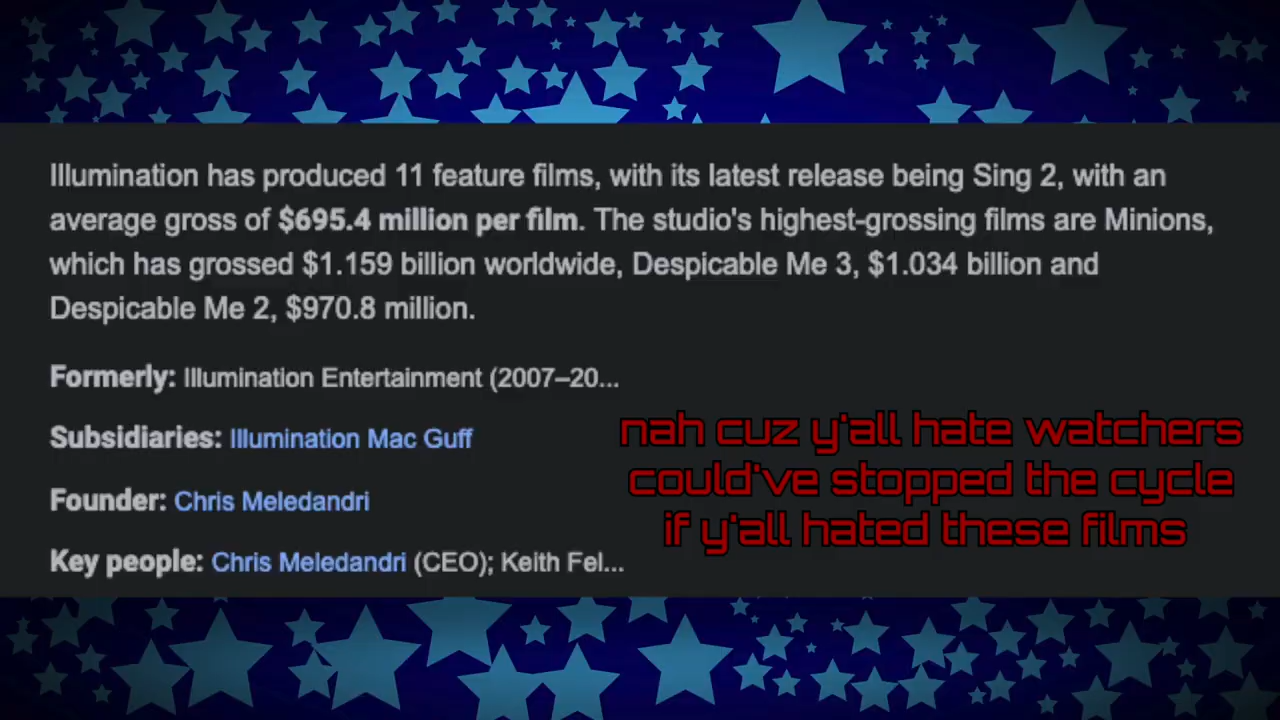 Illumination has produced 11 feature films, with its latest release being Sing 2, with an
average gross of $695.4 million per film. The studio's highest-grossing films are Minions,
which has grossed $1.159 billion worldwide, Despicable Me 3, $1.034 billion and
Despicable Me 2, $970.8 million.
Formerly: Illumination Entertainment (2007–20...
Subsidiaries: Illumination Mac Guff
Founder: Chris Meledandri
Key people: Chris Meledandri (CEO); Keith Fel...
nah cuz y'all hate watchers
could've stopped the cycle
if y'all hated these films